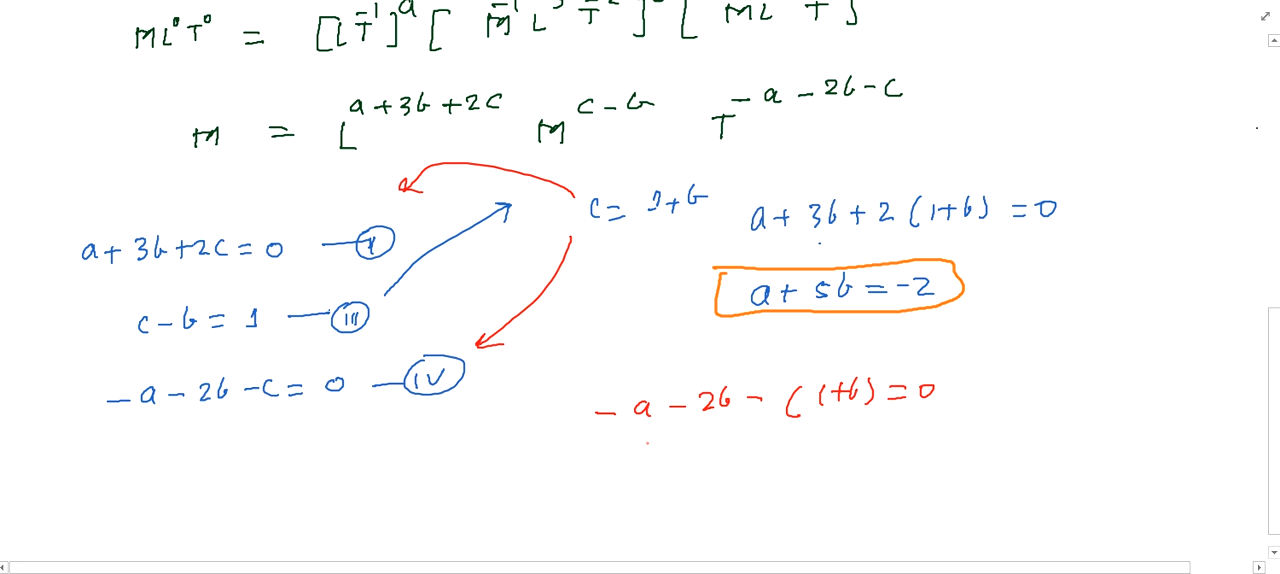 ML⁰T⁰ = [LT⁻¹]ᵃ [M⁻¹L³T⁻²] [ML T]
M = L^{a+3b+2c} M^{c-b} T^{-a-2b-c}
c = 1+b
a+3b+2(1+b) = 0
a+3b+2c = 0 — II
a+5b = -2
c-b = 1 — III
-a-2b-c = 0 — IV
-a-2b-(1+b) = 0